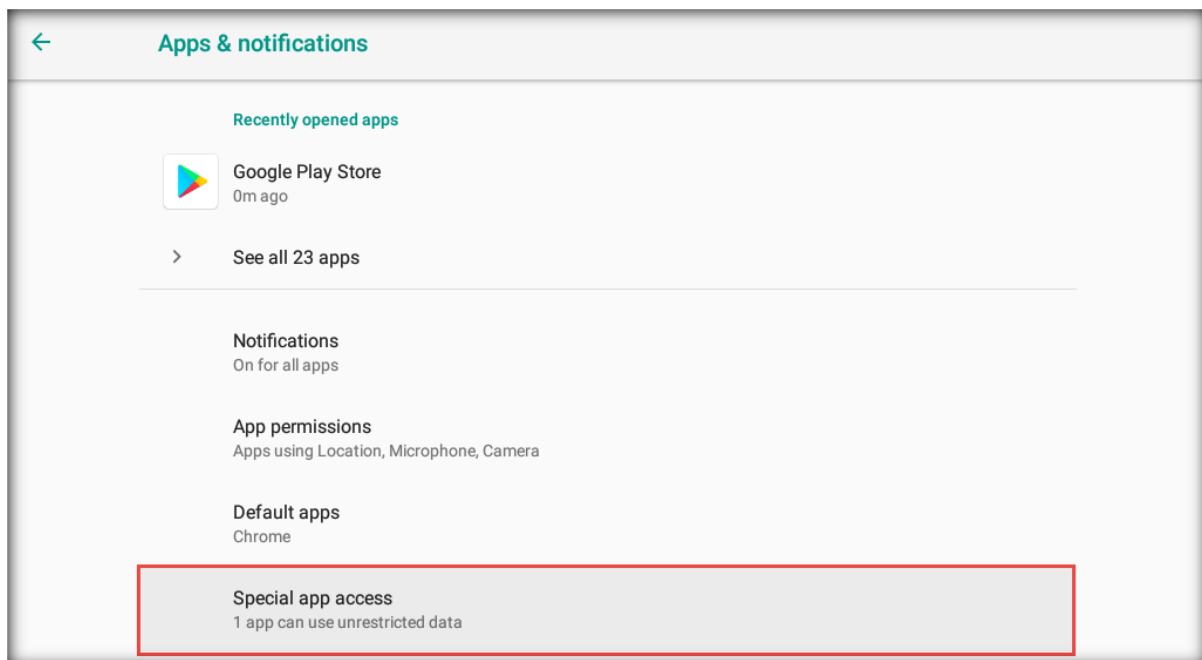 Apps & notifications
Recently opened apps
Google Play Store
0m ago
See all 23 apps
Notifications
On for all apps
App permissions
Apps using Location, Microphone, Camera
Default apps
Chrome
Special app access
1 app can use unrestricted data